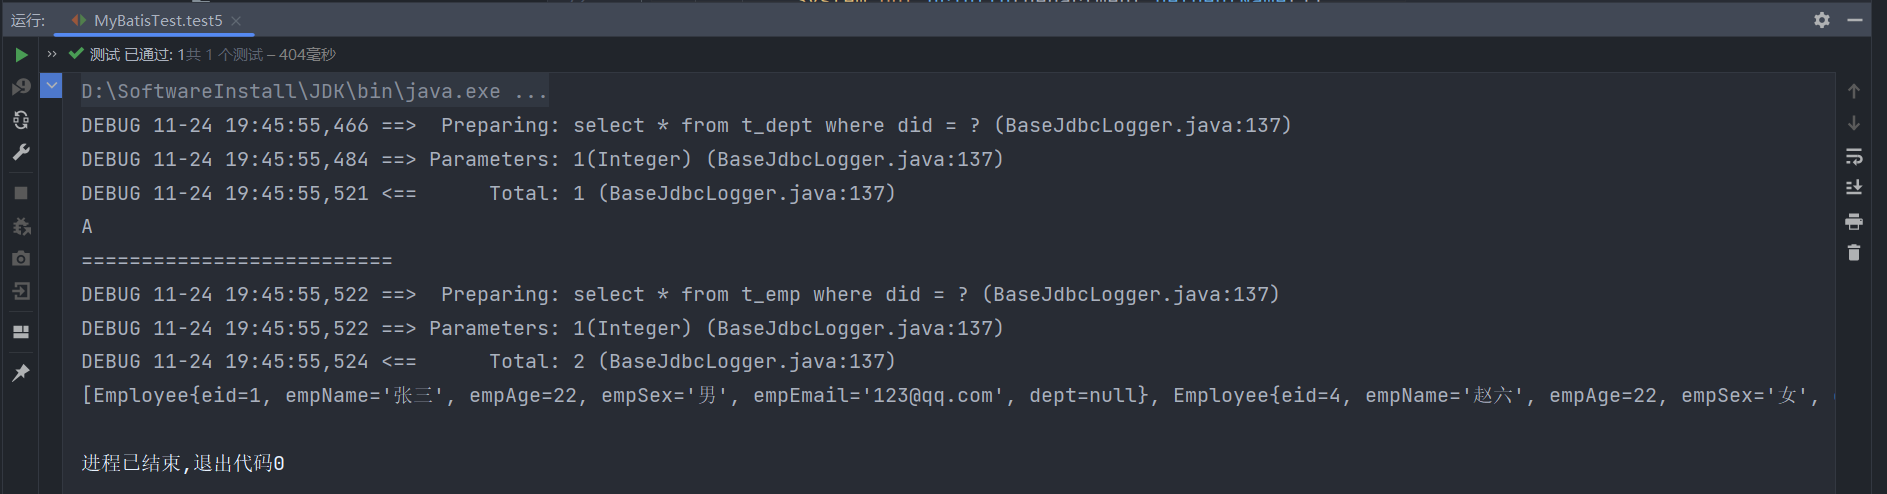 运行: MyBatisTest.test5
测试 已通过: 1共 1 个测试 – 404毫秒
D:\SoftwareInstall\JDK\bin\java.exe ...
DEBUG 11-24 19:45:55,466 ==>  Preparing: select * from t_dept where did = ? (BaseJdbcLogger.java:137)
DEBUG 11-24 19:45:55,484 ==> Parameters: 1(Integer) (BaseJdbcLogger.java:137)
DEBUG 11-24 19:45:55,521 <==      Total: 1 (BaseJdbcLogger.java:137)
A
==========================
DEBUG 11-24 19:45:55,522 ==>  Preparing: select * from t_emp where did = ? (BaseJdbcLogger.java:137)
DEBUG 11-24 19:45:55,522 ==> Parameters: 1(Integer) (BaseJdbcLogger.java:137)
DEBUG 11-24 19:45:55,524 <==      Total: 2 (BaseJdbcLogger.java:137)
[Employee{eid=1, empName='张三', empAge=22, empSex='男', empEmail='123@qq.com', dept=null}, Employee{eid=4, empName='赵六', empAge=22, empSex='女',
进程已结束,退出代码0